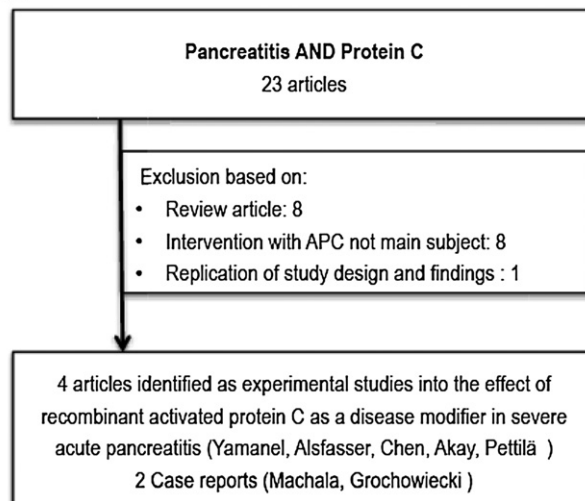 Pancreatitis AND Protein C
23 articles
Exclusion based on:
• Review article: 8
• Intervention with APC not main subject: 8
• Replication of study design and findings : 1
4 articles identified as experimental studies into the effect of
recombinant activated protein C as a disease modifier in severe
acute pancreatitis (Yamanel, Alsfasser, Chen, Akay, Pettilä )
2 Case reports (Machala, Grochowiecki )